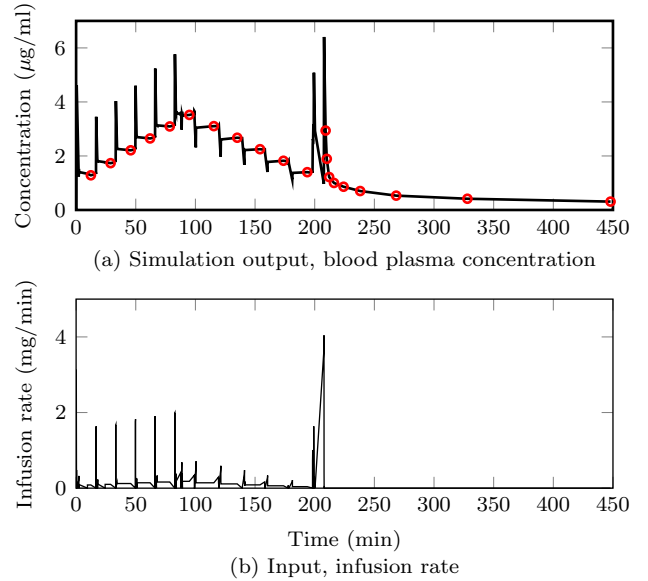 6
4
2
0
Concentration (μg/ml)
0 50 100 150 200 250 300 350 400 450
(a) Simulation output, blood plasma concentration
4
2
0
Infusion rate (mg/min)
0 50 100 150 200 250 300 350 400 450
Time (min)
(b) Input, infusion rate